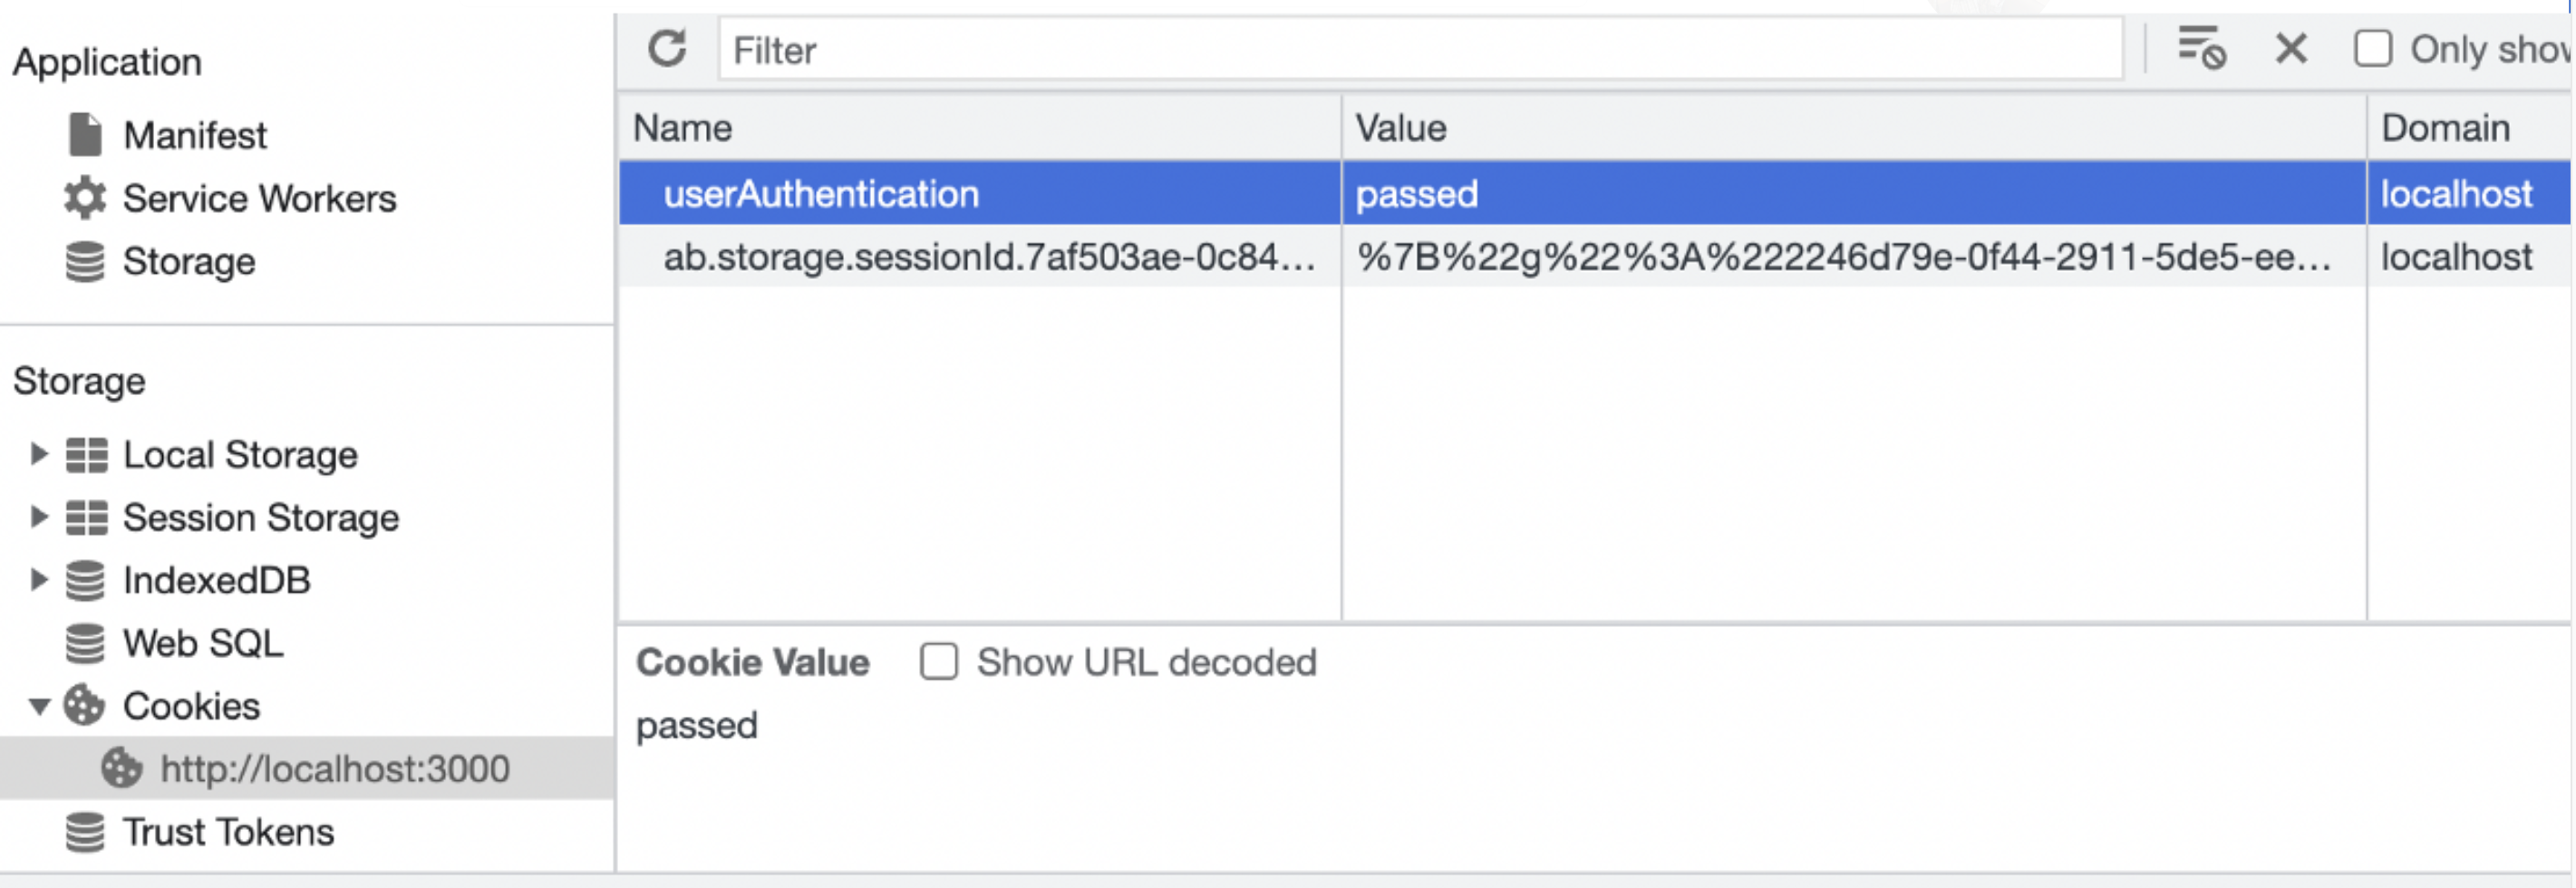 Application
Manifest
Service Workers
Storage
Storage
Local Storage
Session Storage
IndexedDB
Web SQL
Cookies
http://localhost:3000
Trust Tokens
Filter
Only show
Name Value Domain
userAuthentication passed localhost
ab.storage.sessionId.7af503ae-0c84... %7B%22g%22%3A%222246d79e-0f44-2911-5de5-ee... localhost
Cookie Value Show URL decoded
passed